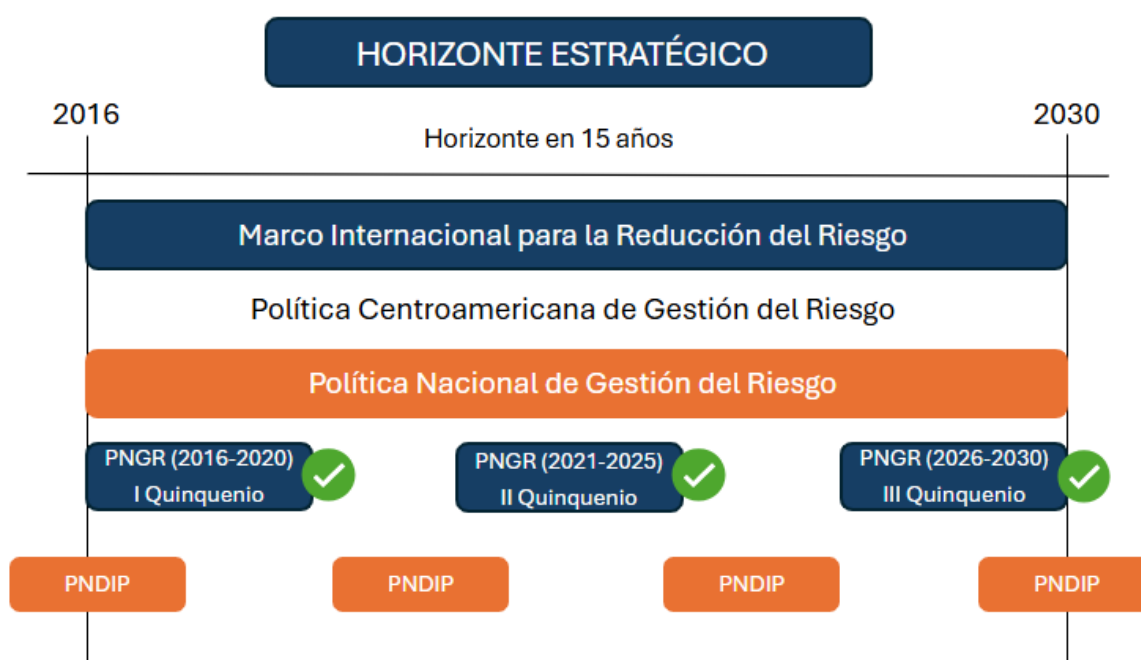 HORIZONTE ESTRATÉGICO
2016
2030
Horizonte en 15 años
Marco Internacional para la Reducción del Riesgo
Política Centroamericana de Gestión del Riesgo
Política Nacional de Gestión del Riesgo
PNGR (2016-2020)
I Quinquenio
PNGR (2021-2025)
II Quinquenio
PNGR (2026-2030)
III Quinquenio
PNDIP
PNDIP
PNDIP
PNDIP